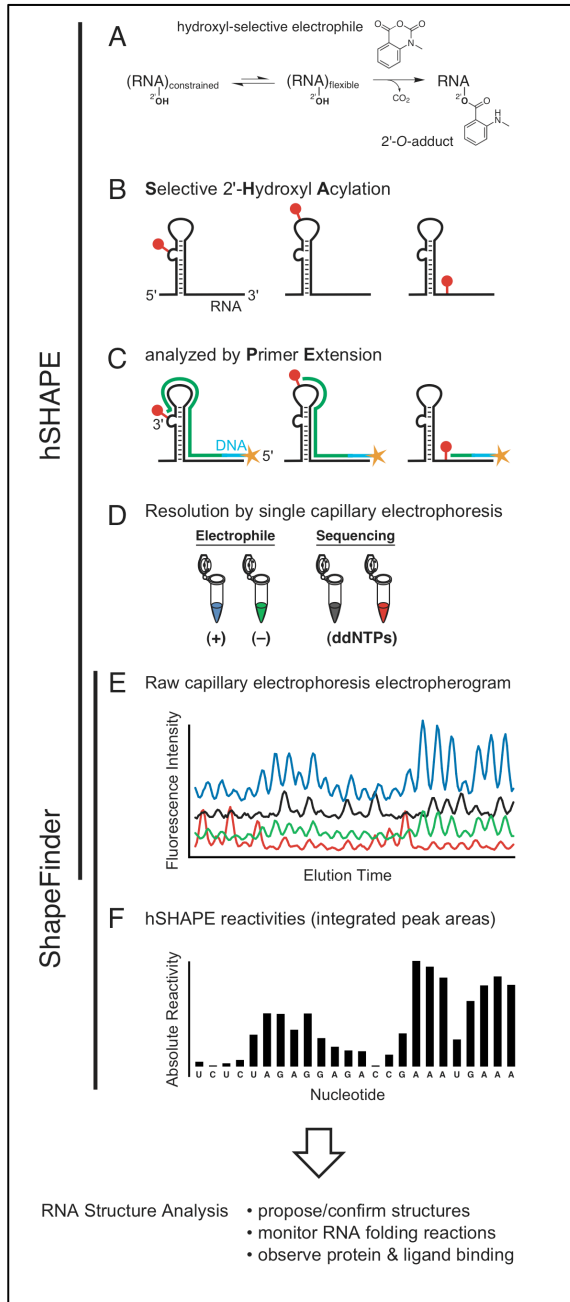 hSHAPE
ShapeFinder
A
hydroxyl-selective electrophile
O O O
N
(RNA)constrained
2'
OH
(RNA)flexible
2'
OH
CO2
RNA
2'
O
O
H
N
2'-O-adduct
B Selective 2'-Hydroxyl Acylation
5' 3'
RNA
C analyzed by Primer Extension
3'
DNA
5'
D Resolution by single capillary electrophoresis
Electrophile Sequencing
(+) (–) (ddNTPs)
E Raw capillary electrophoresis electropherogram
Fluorescence Intensity
Elution Time
F hSHAPE reactivities (integrated peak areas)
Absolute Reactivity
U C U C U A G A G G A G A C C G A A A U G A A A
Nucleotide
RNA Structure Analysis • propose/confirm structures
• monitor RNA folding reactions
• observe protein & ligand binding